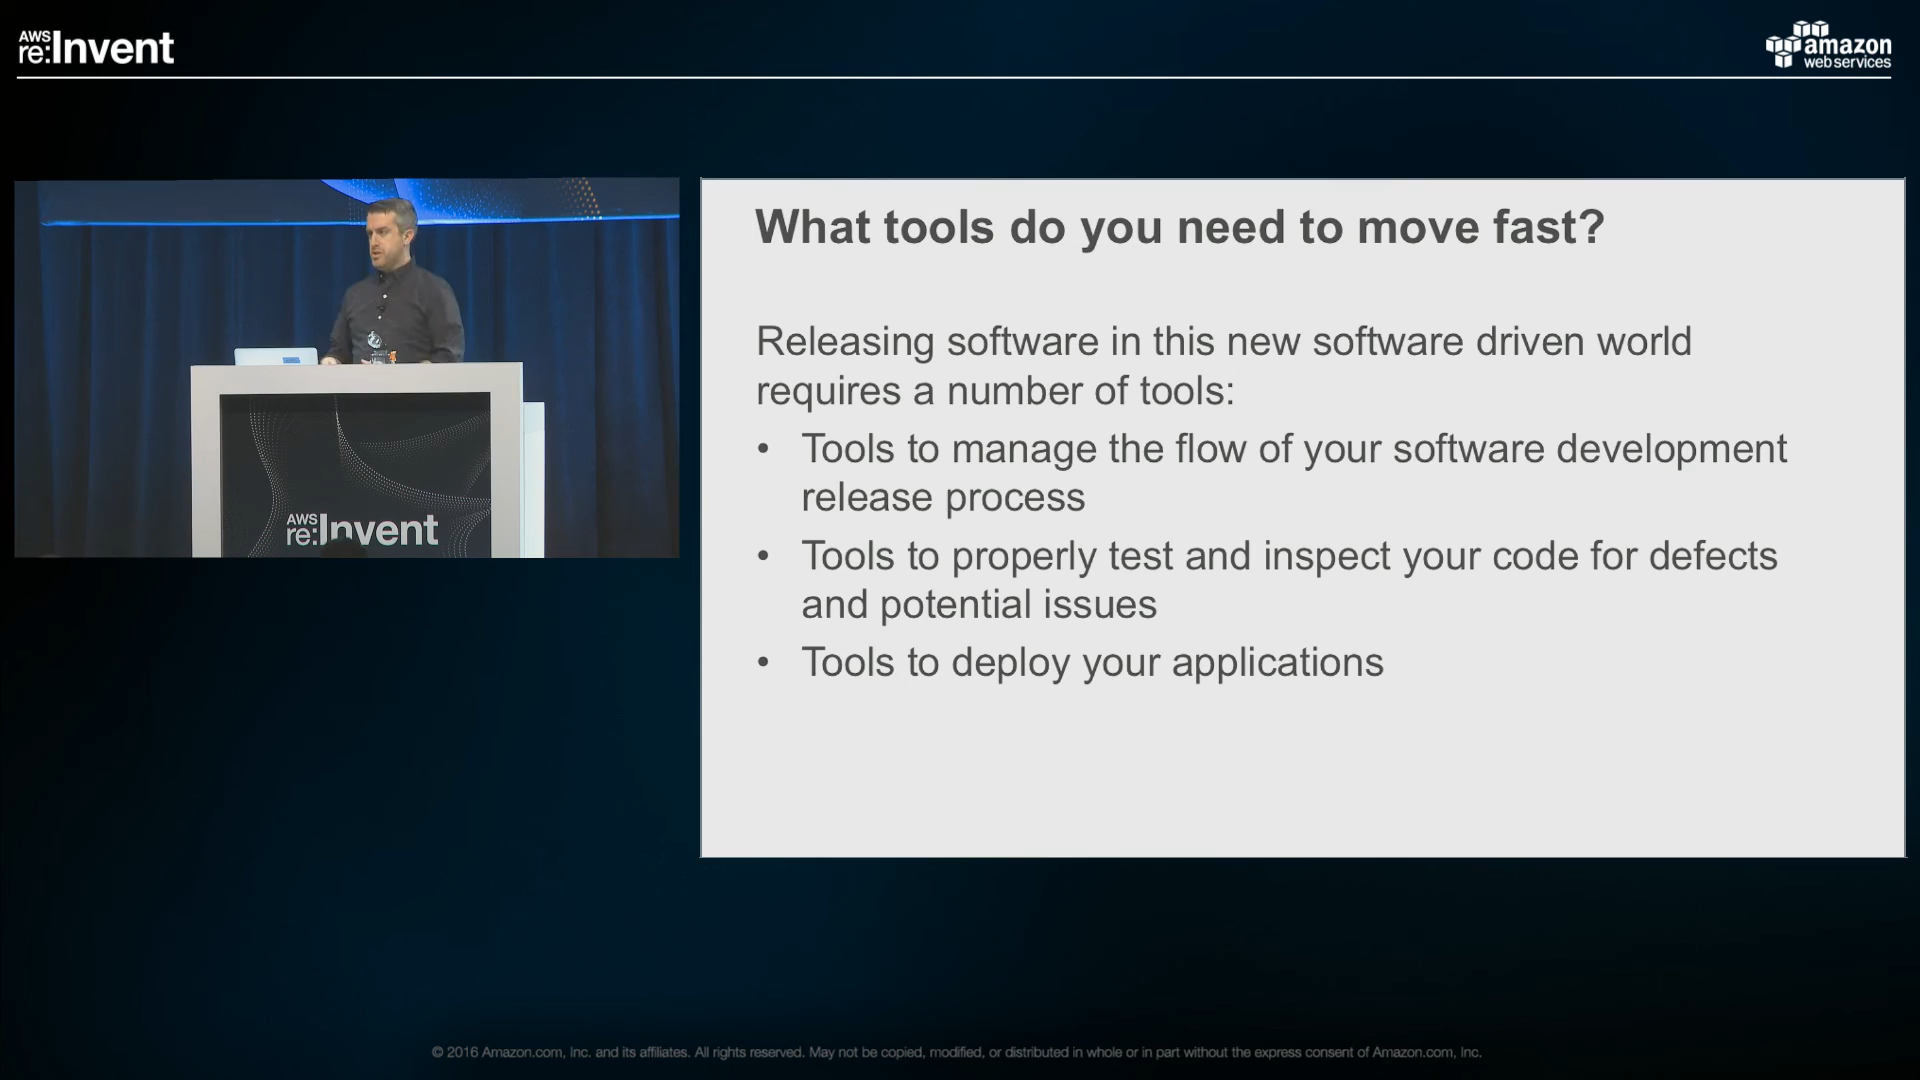 AWS
re:Invent
amazon
web services
What tools do you need to move fast?
Releasing software in this new software driven world
requires a number of tools:
• Tools to manage the flow of your software development
release process
• Tools to properly test and inspect your code for defects
and potential issues
• Tools to deploy your applications
AWS
re:Invent
© 2016 Amazon.com, Inc. and its affiliates. All rights reserved. May not be copied, modified, or distributed in whole or in part without the express consent of Amazon.com, Inc.